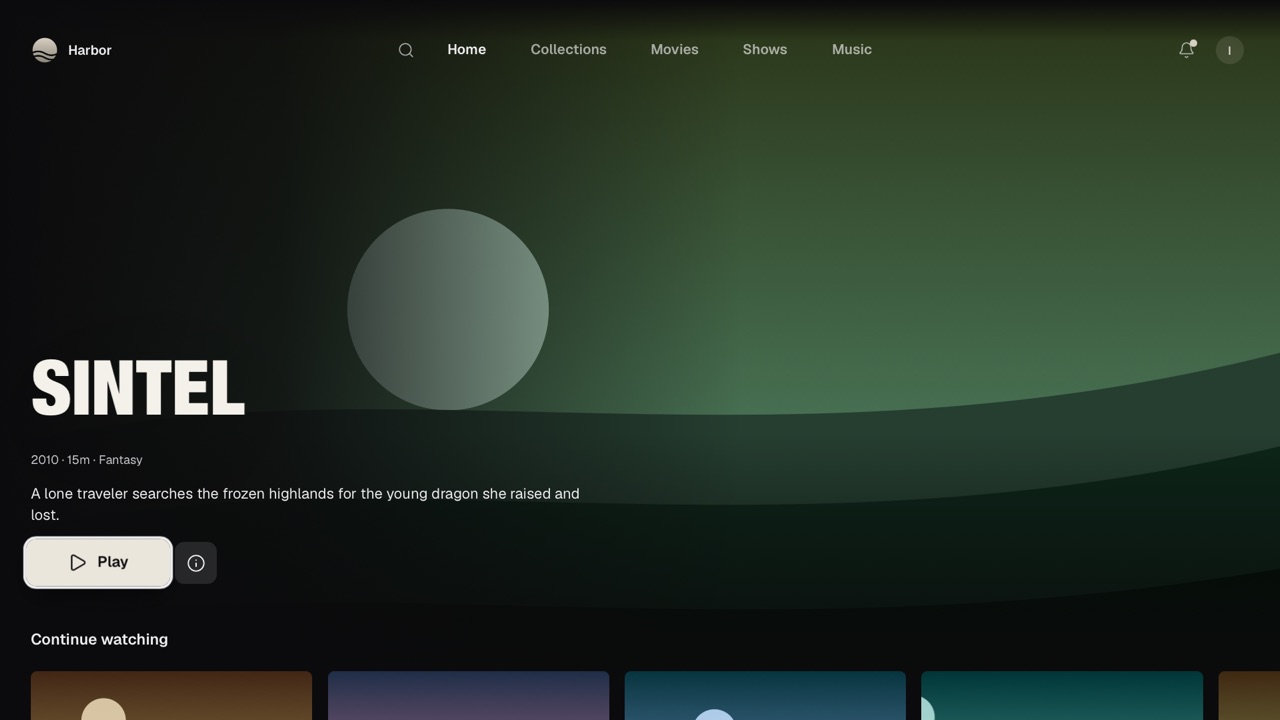 Harbor
Home
Collections
Movies
Shows
Music
I
SINTEL
2010 · 15m · Fantasy
A lone traveler searches the frozen highlands for the young dragon she raised and
lost.
Play
Continue watching